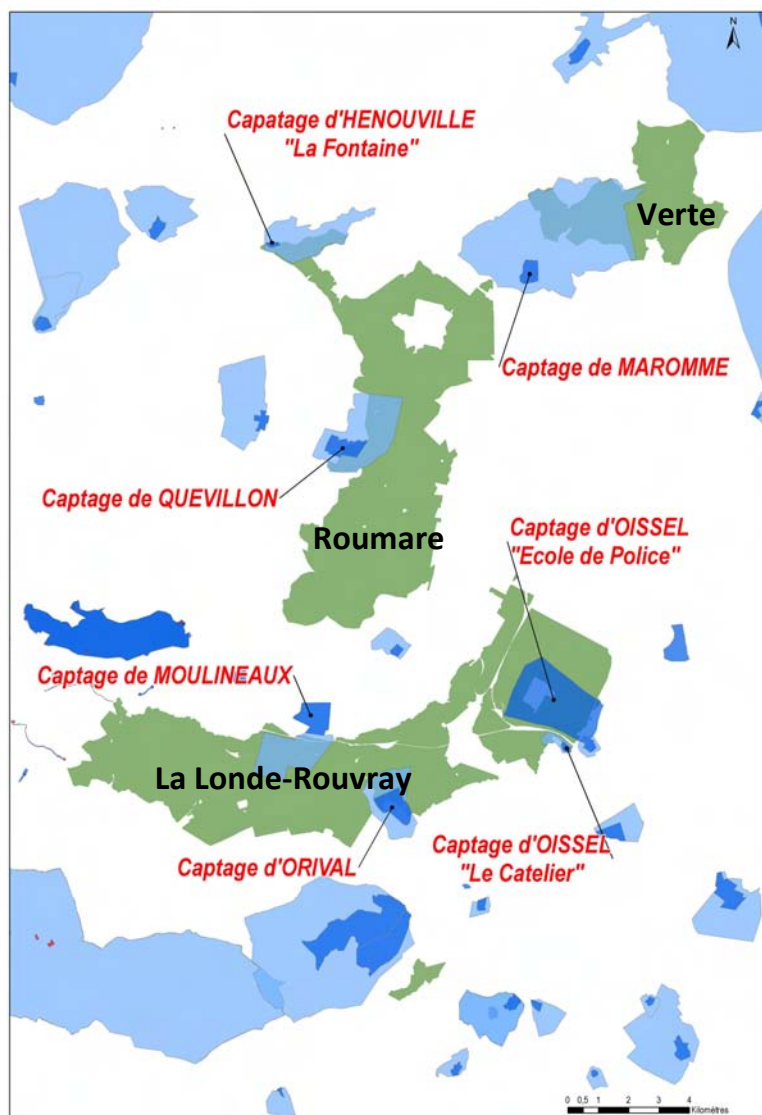 N
Capatage d'HENOUVILLE
"La Fontaine"
Verte
Captage de MAROMME
Captage de QUEVILLON
Roumare
Captage d'OISSEL
"Ecole de Police"
Captage de MOULINEAUX
La Londe-Rouvray
Captage d'ORIVAL
Captage d'OISSEL
"Le Catelier"
0 0,5 1 2 3 4
Kilomètres